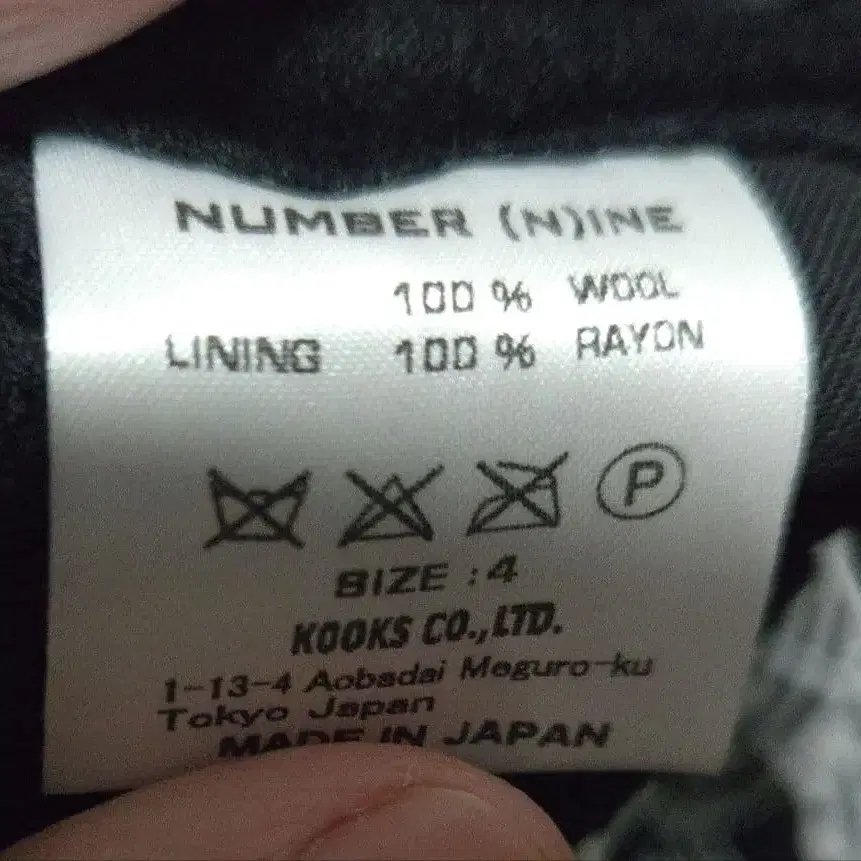 NUMBER (N)INE
100% WOOL
LINING 100% RAYON
P
SIZE : 4
KOOKS CO.,LTD.
1-13-4 Aobadai Meguro-ku
Tokyo Japan
MADE IN JAPAN